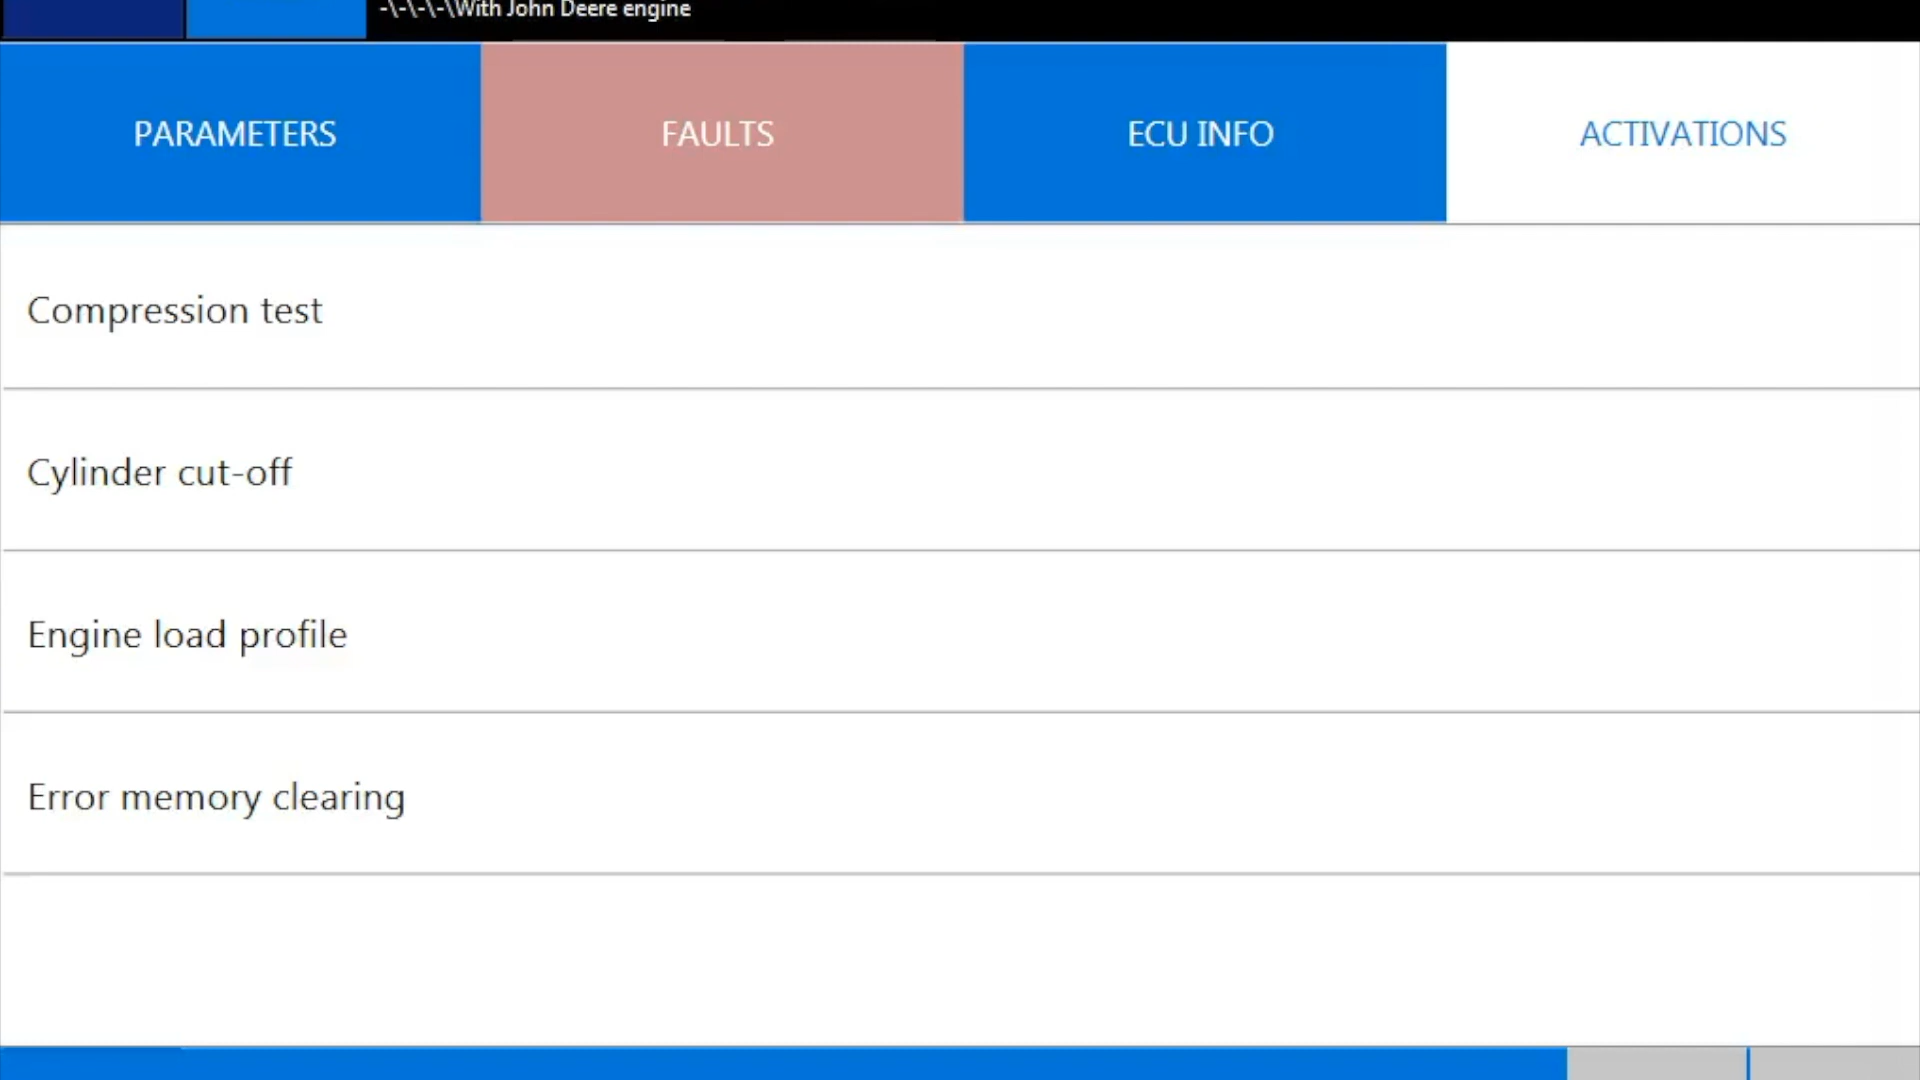 -\-\-\-\With John Deere engine
PARAMETERS
FAULTS
ECU INFO
ACTIVATIONS
Compression test
Cylinder cut-off
Engine load profile
Error memory clearing